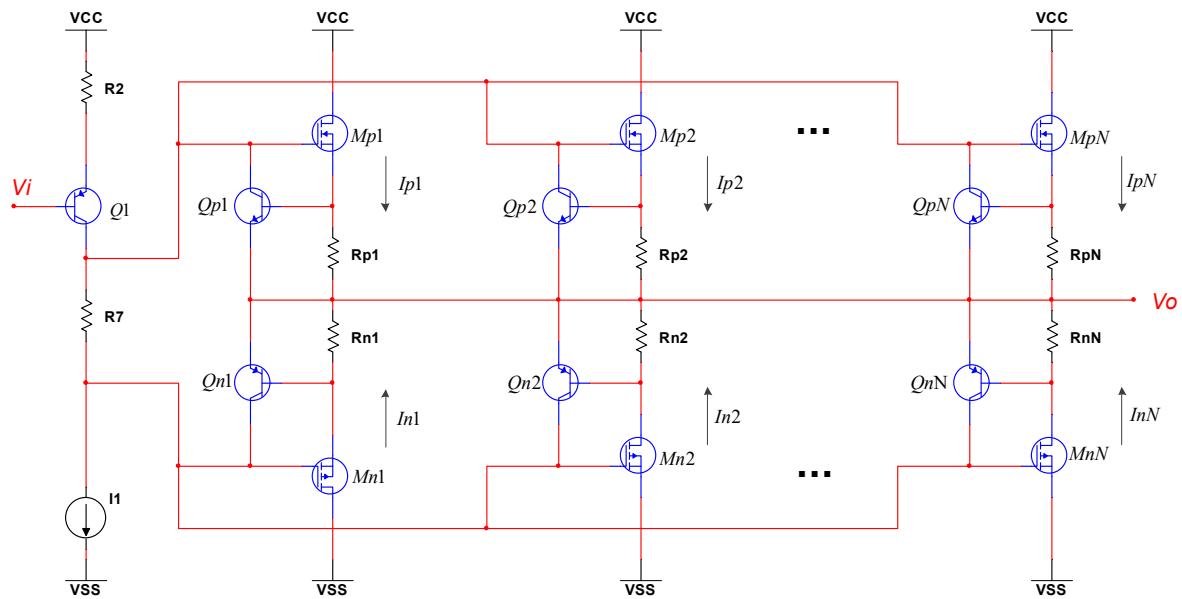 VCC VCC VCC VCC
R2
Mp1 Mp2 ... MpN
Vi Q1 Qp1 Ip1 Qp2 Ip2 QpN IpN
Rp1 Rp2 RpN
Vo
R7 Rn1 Rn2 RnN
Qn1 Qn2 QnN
In1 In2 InN
Mn1 Mn2 ... MnN
I1
VSS VSS VSS VSS